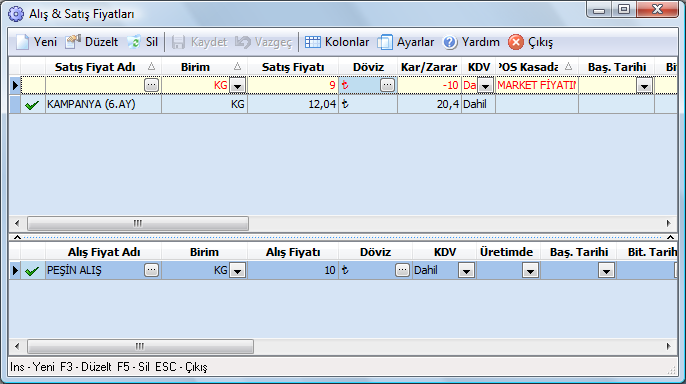 Alış & Satış Fiyatları
Yeni Düzelt Sil Kaydet Vazgeç Kolonlar Ayarlar Yardım Çıkış
Satış Fiyat Adı Birim Satış Fiyatı Döviz Kar/Zarar KDV POS Kasada Baş. Tarihi Bit
KG 9 -10 Da MARKET FİYATI
KAMPANYA (6.AY) KG 12,04 ₺ 20,4 Dahil
Alış Fiyat Adı Birim Alış Fiyatı Döviz KDV Üretimde Baş. Tarihi Bit. Tarih
PEŞİN ALIŞ KG 10 ₺ Dahil
Ins - Yeni F3 - Düzelt F5 - Sil ESC - Çıkış